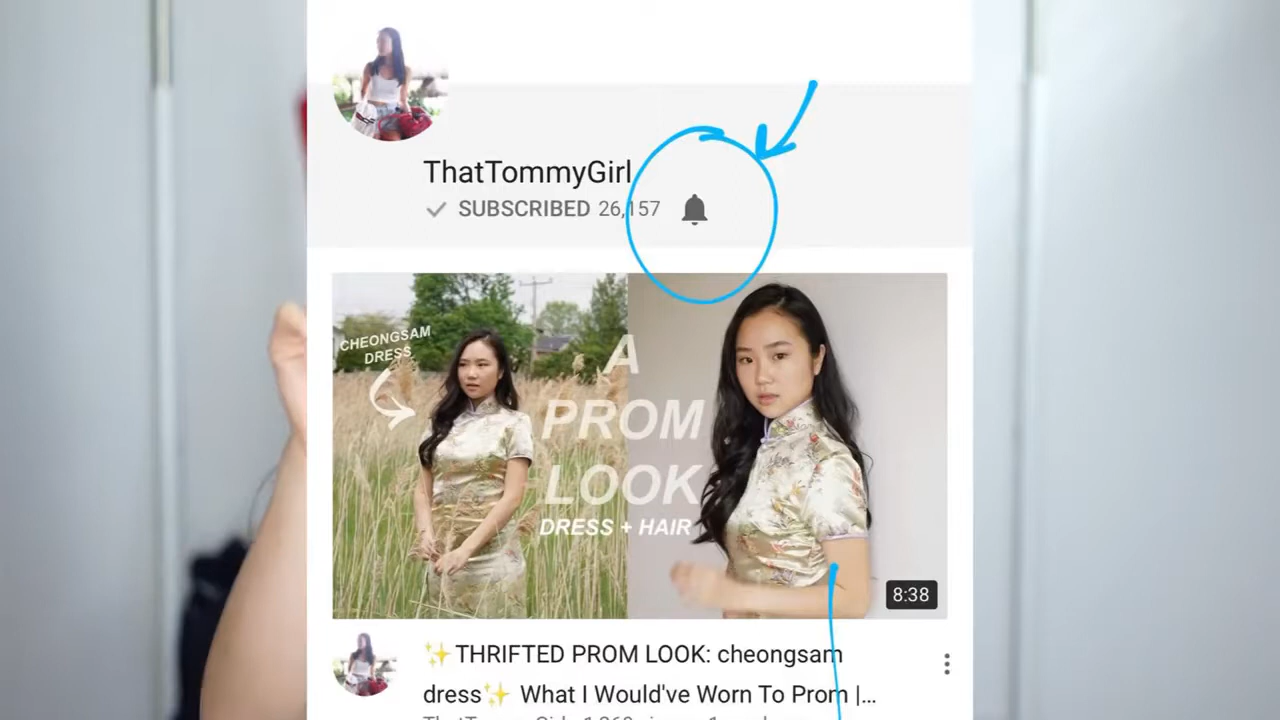 ThatTommyGirl
SUBSCRIBED 26,157
CHEONGSAM
DRESS
A
PROM
LOOK
DRESS + HAIR
8:38
✨THRIFTED PROM LOOK: cheongsam
dress✨ What I Would've Worn To Prom |...